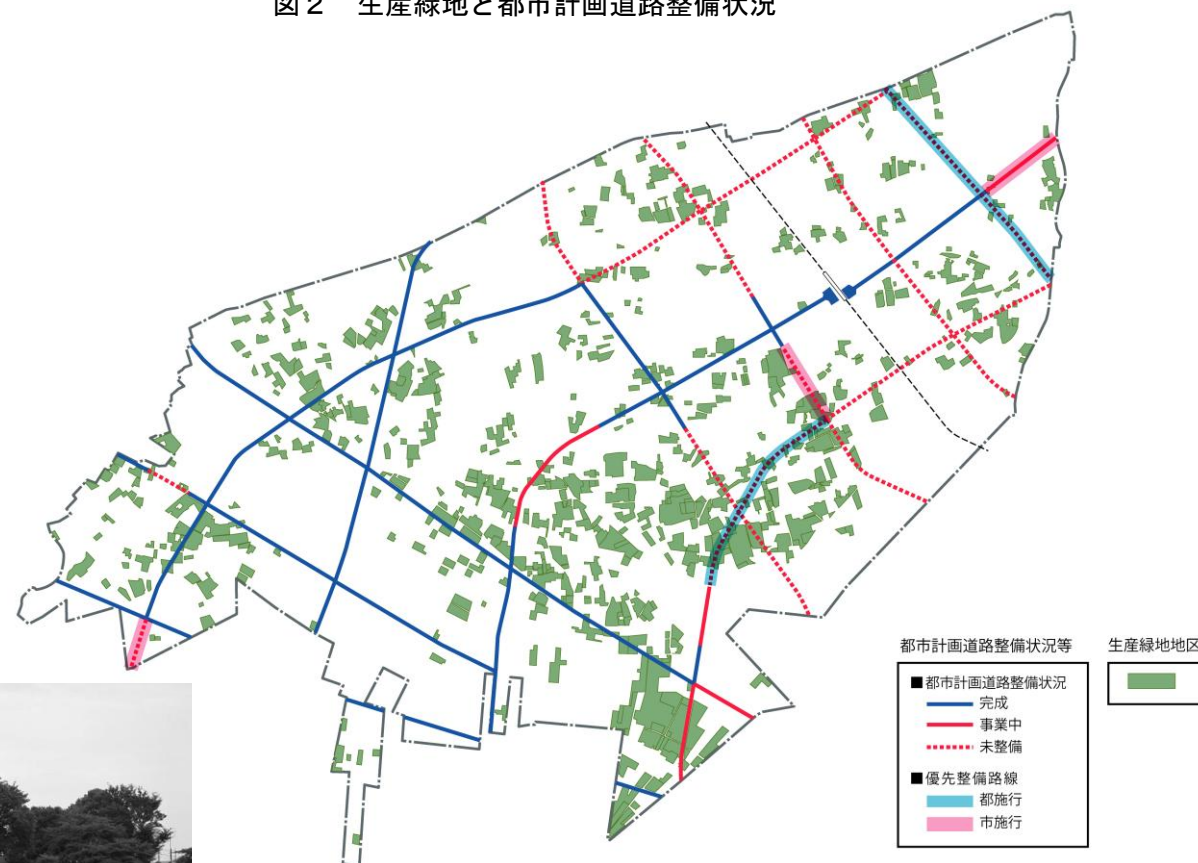 図2 生産緑地と都市計画道路整備状況
都市計画道路整備状況等
■都市計画道路整備状況
完成
事業中
未整備
■優先整備路線
都施行
市施行
生産緑地地区